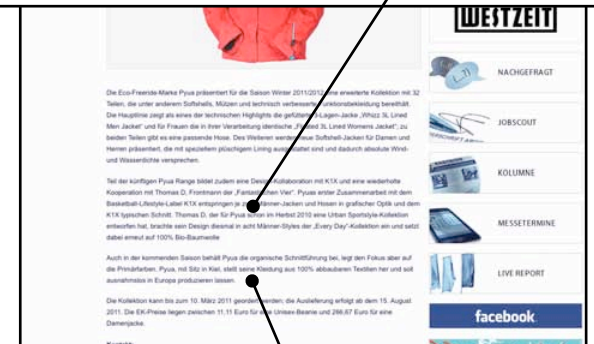 WESTZEIT
Die Eco-Freende-Marke Pyua präsentiert für die Saison Winter 2011/2012 eine erweiterte Kollektion mit 32
Teilen, die unter anderem Softshells, Mützen und technisch verbesserte Funktionsbekleidung bereithält.
Die Hauptlinie zeigt als eines der technischen Highlights die gefütterte 3-Lagen-Jacke „Whizz 3L Lined
Men Jacket“ und für Frauen die in ihrer Verarbeitung identische 3L Lined Womens Jacket“, zu
beiden Teilen gibt es eine passende Hose. Des Weiteren werden neue Softshell-Jacken für Damen und
Herren präsentiert, die mit speziellem plüschigem Lining ausgestattet sind und dadurch absolute Wind-
und Wasserdichte versprechen.
Teil der künftigen Pyua Range bildet zudem eine Design-Kollaboration mit K1X und eine wiederholte
Kooperation mit Thomas D, Frontmann der „Fantastischen Vier“. Pyuas erster Zusammenarbeit mit dem
Basketball-Lifestyle-Label K1X entspringen je zwei Männer-Jacken und Hosen in grafischer Optik und dem
K1X typischen Schnitt. Thomas D, der für Pyua schon im Herbst 2010 eine Urban Sportstyle-Kollektion
entworfen hat, brachte sein Design diesmal in acht Männer-Styles der „Every Day“-Kollektion ein und setzt
dabei erneut auf 100% Bio-Baumwolle
Auch in der kommenden Saison behält Pyua die organische Schnittführung bei, legt den Fokus aber auf
die Primärfarben. Pyua, mit Sitz in Kiel, stellt seine Kleidung aus 100% abbaubaren Textilien her und soll
ausnahmslos in Europa produzieren lassen.
Die Kollektion kann bis zum 10. März 2011 geordert werden; die Auslieferung erfolgt ab dem 15. August
2011. Die EK-Preise liegen zwischen 11,11 Euro für eine Unisex-Beanie und 286,67 Euro für eine
Damenjacke.
NACHGEFRAGT
JOBSCOUT
KOLUMNE
MESSETERMINE
LIVE REPORT
facebook